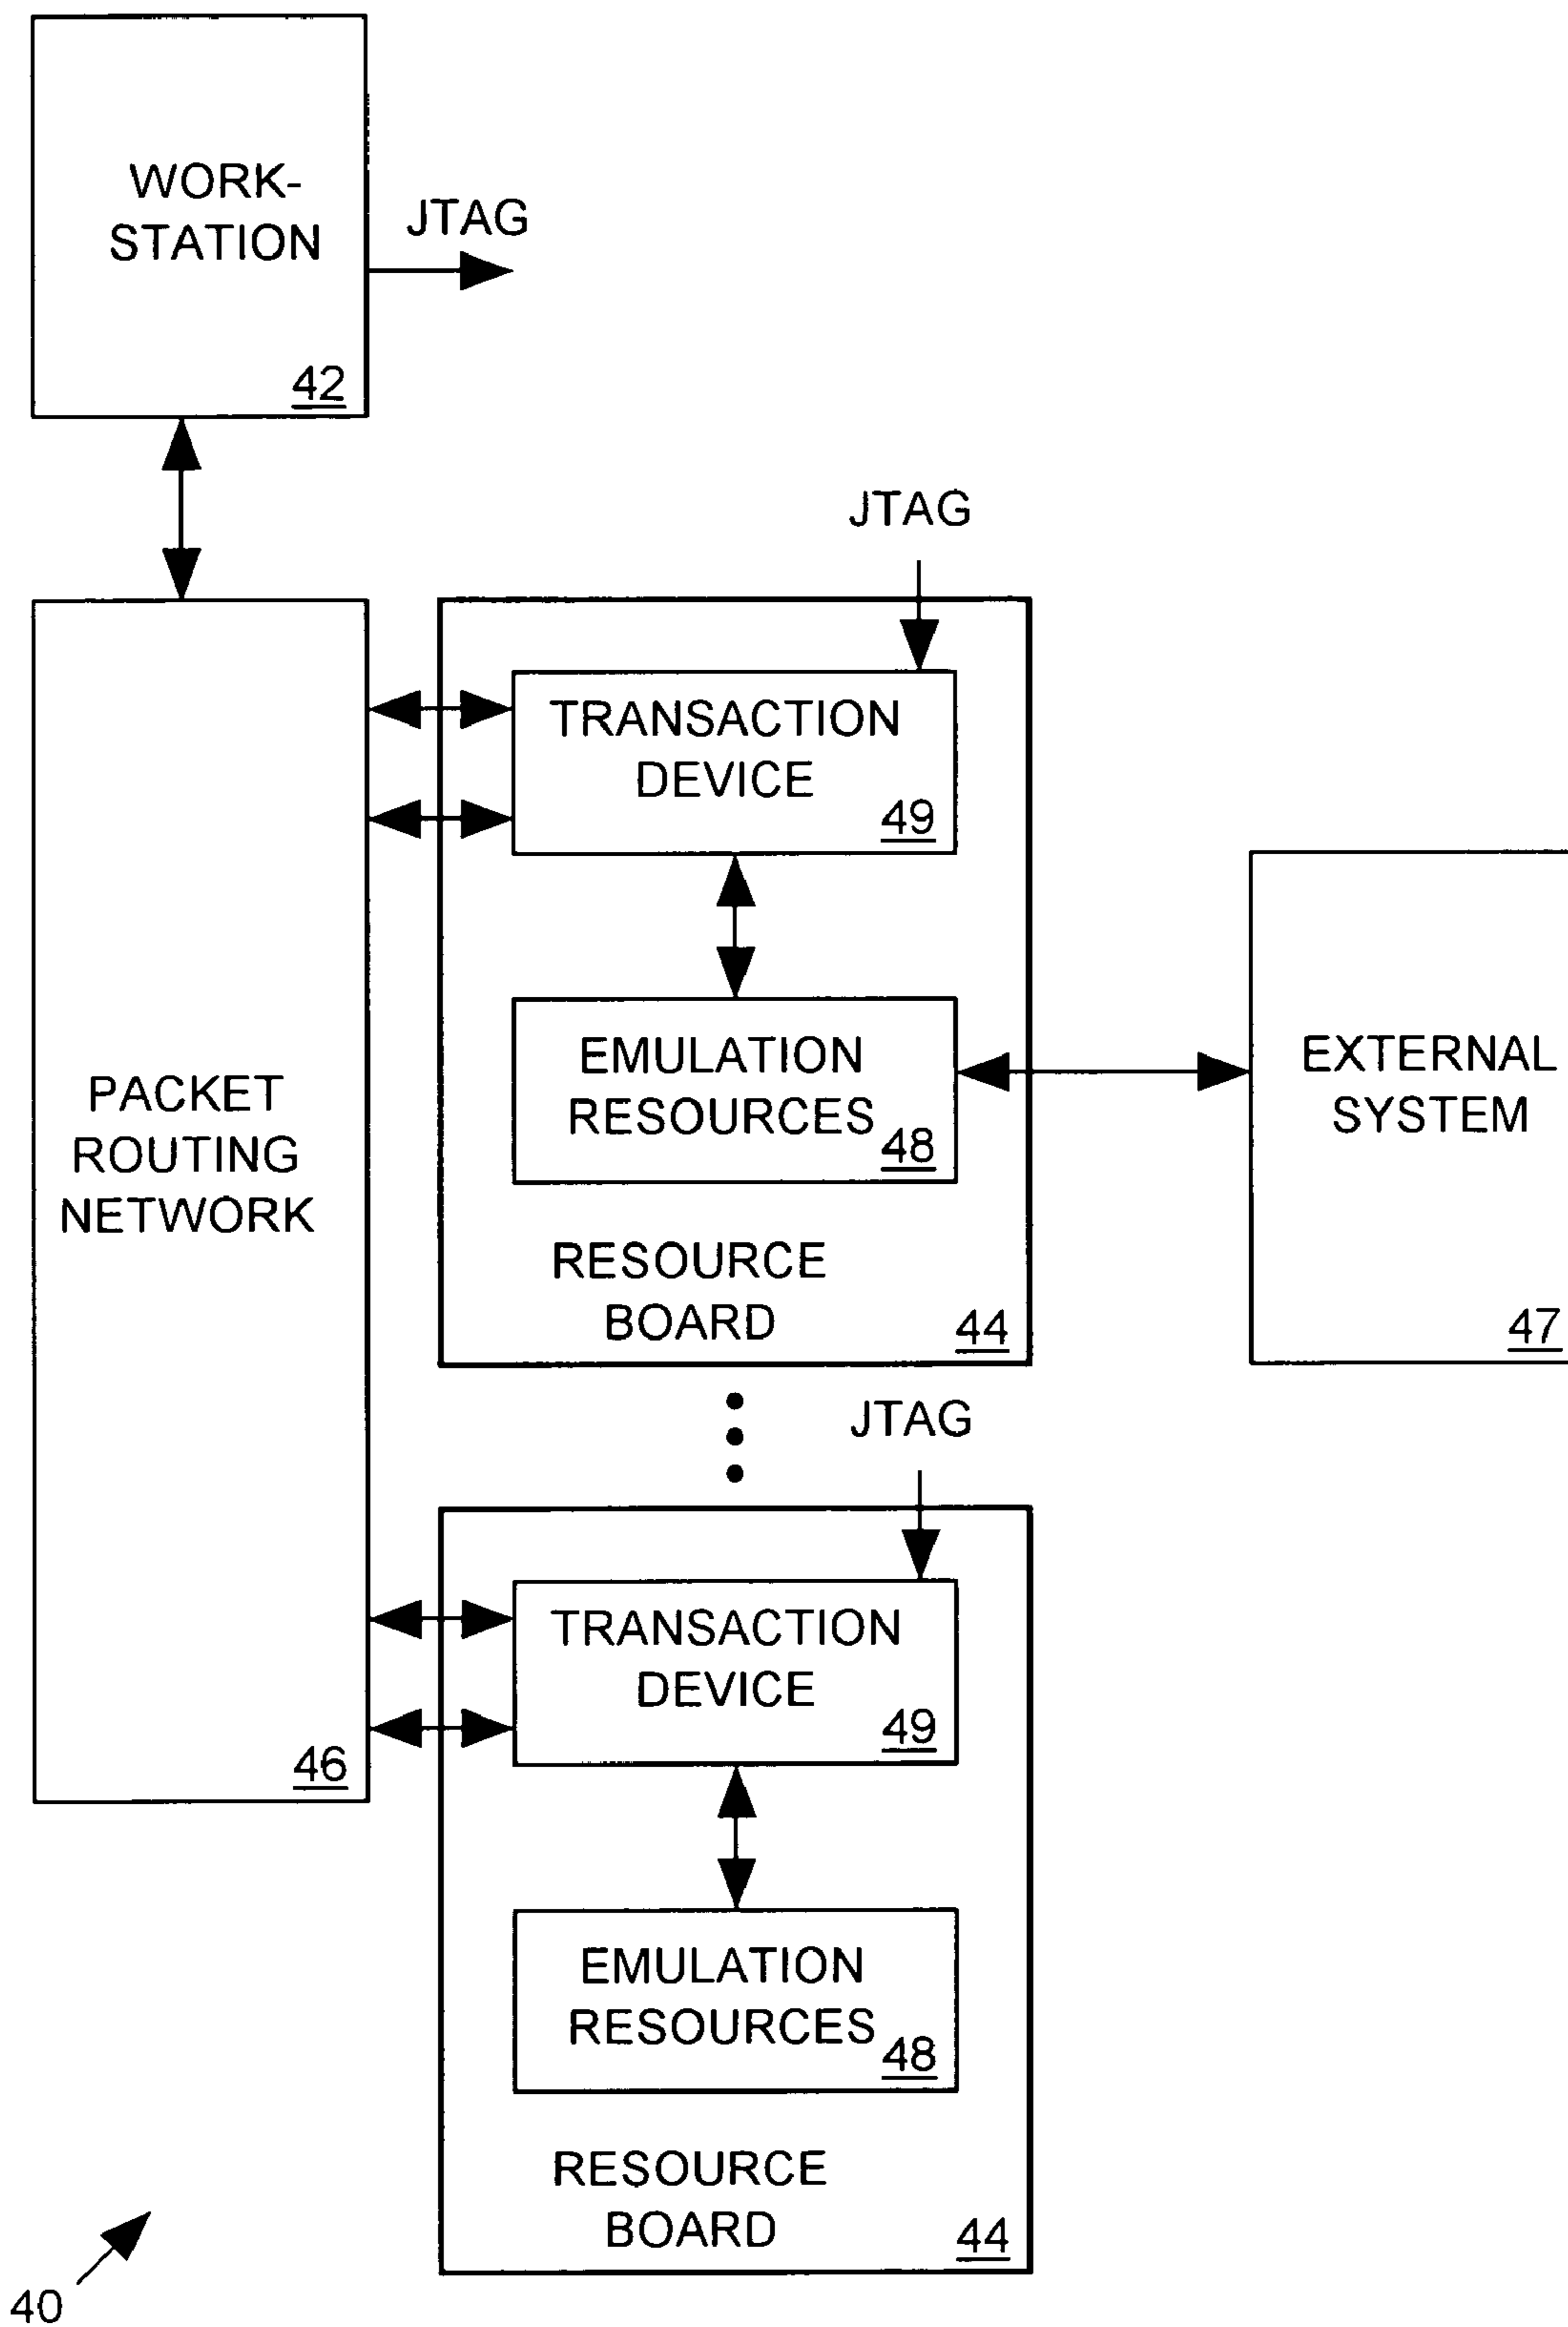 WORK-
STATION
42
JTAG
PACKET
ROUTING
NETWORK
46
JTAG
TRANSACTION
DEVICE
49
EMULATION
RESOURCES
48
RESOURCE
BOARD
44
EXTERNAL
SYSTEM
47
JTAG
TRANSACTION
DEVICE
49
EMULATION
RESOURCES
48
RESOURCE
BOARD
44
40